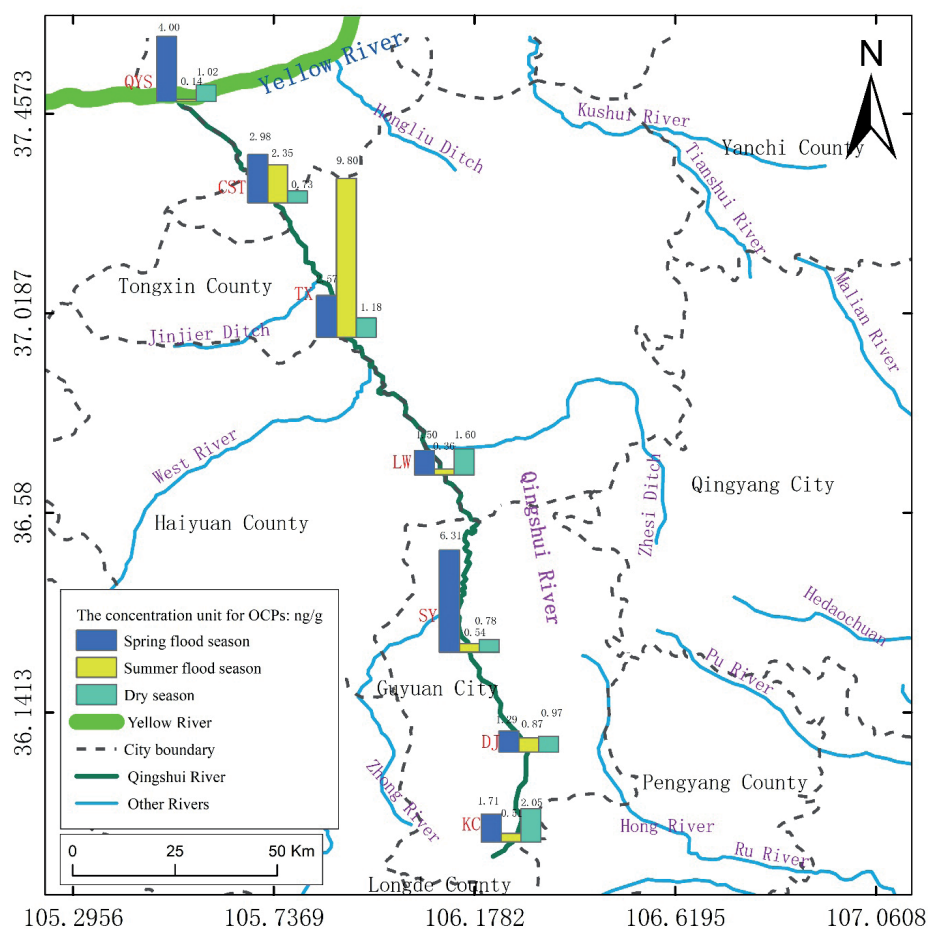 4.00
N
QYS
0.14
1.02
Yellow River
37.4573
Hongliu Ditch
Kushui River
Yanchi County
Tianshui River
2.98
2.35
CST
0.73
9.80
Tongxin County
TX
1.18
37.0187
Jinjier Ditch
Malian River
1.50
0.36
1.60
LW
West River
Qingshui River
Zhesi Ditch
Qingyang City
36.58
Haiyuan County
6.31
SY
0.54
0.78
Hedaochuan
The concentration unit for OCPs: ng/g
Spring flood season
Summer flood season
Dry season
Yellow River
City boundary
Qingshui River
Other Rivers
0 25 50 Km
Pu River
Guyuan City
36.1413
1.29
0.87
0.97
DJ
Zhong River
Pengyang County
1.71
2.05
KC
Hong River
Ru River
Longde County
105.2956 105.7369 106.1782 106.6195 107.0608